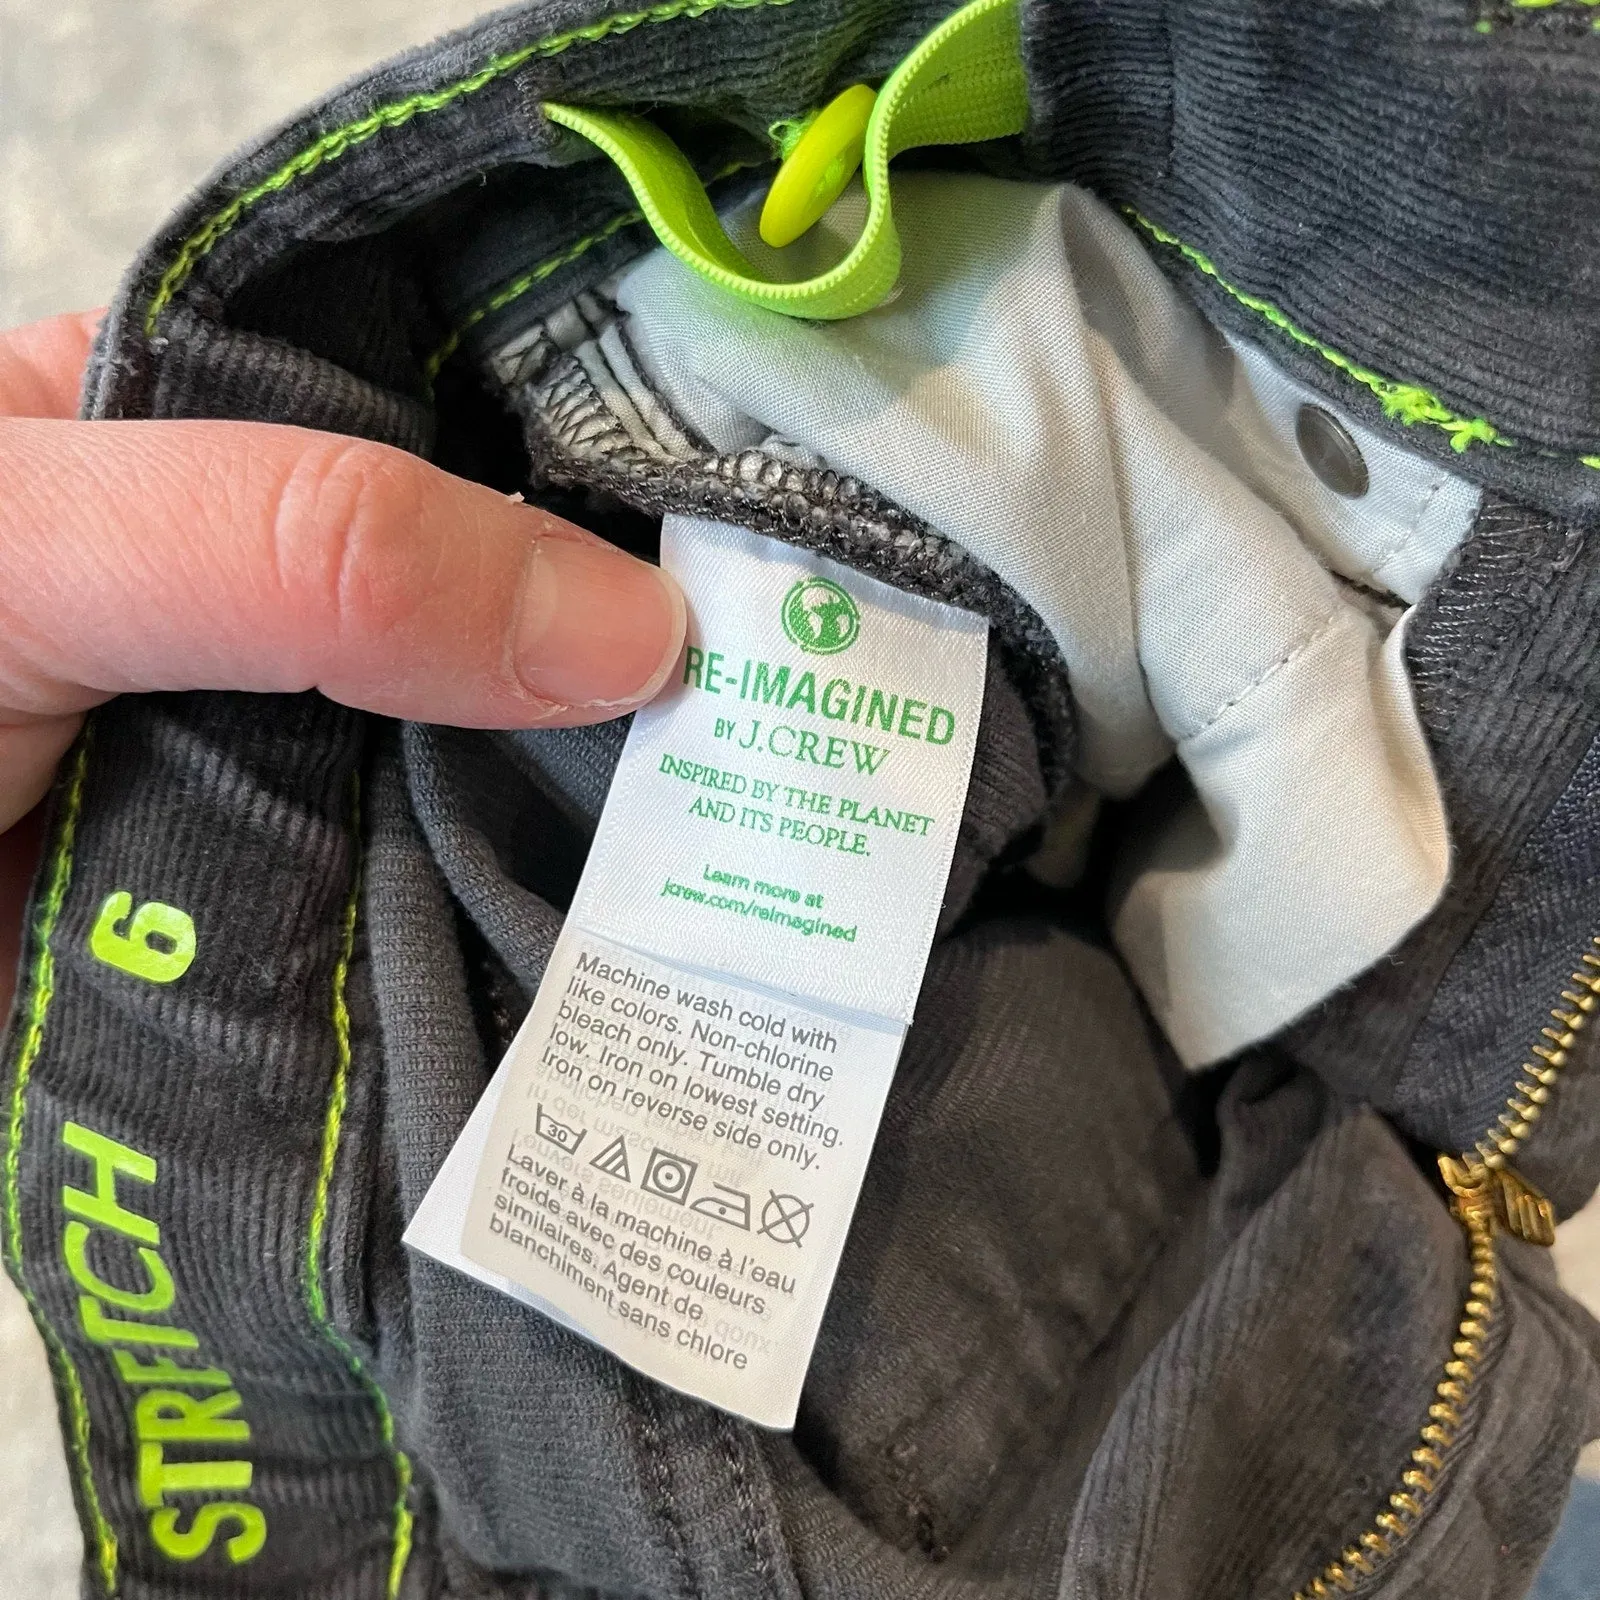 RE-IMAGINED
BY J.CREW
INSPIRED BY THE PLANET
AND ITS PEOPLE.
Learn more at
jcrew.com/reimagined
Machine wash cold with
like colors. Non-chlorine
bleach only. Tumble dry
low. Iron on lowest setting.
Iron on reverse side only.
30
Laver à la machine à l'eau
froide avec des couleurs
similaires. Agent de
blanchiment sans chlore
6
STRETCH